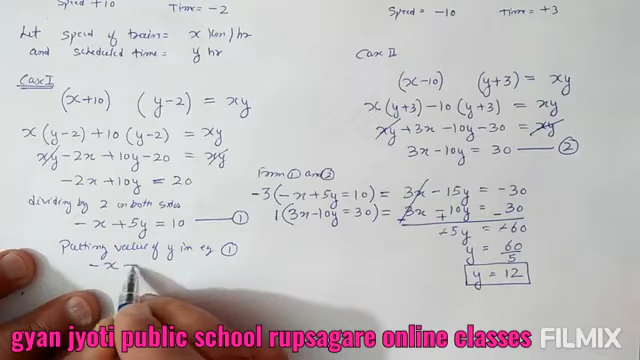 Speed +10 Time = -2
Speed = -10 Time = +3
Let speed of train = x km/hr
and scheduled time = y hr
Case I
(x+10) (y-2) = xy
x(y-2)+10(y-2) = xy
xy-2x+10y-20 = xy
-2x+10y = 20
dividing by 2 on both sides
-x+5y = 10 —— ①
Putting value of y in eq ①
-x -
Case II
(x-10) (y+3) = xy
x(y+3)-10(y+3) = xy
xy+3x-10y-30 = xy
3x-10y = 30 —— ②
From ① and ②
-3(-x+5y=10) = 3x-15y = -30
1(3x-10y=30) = 3x-10y = 30
+5y = +60
y = 60/5
y = 12
gyan jyoti public school rupsagare online classes
FILMIX